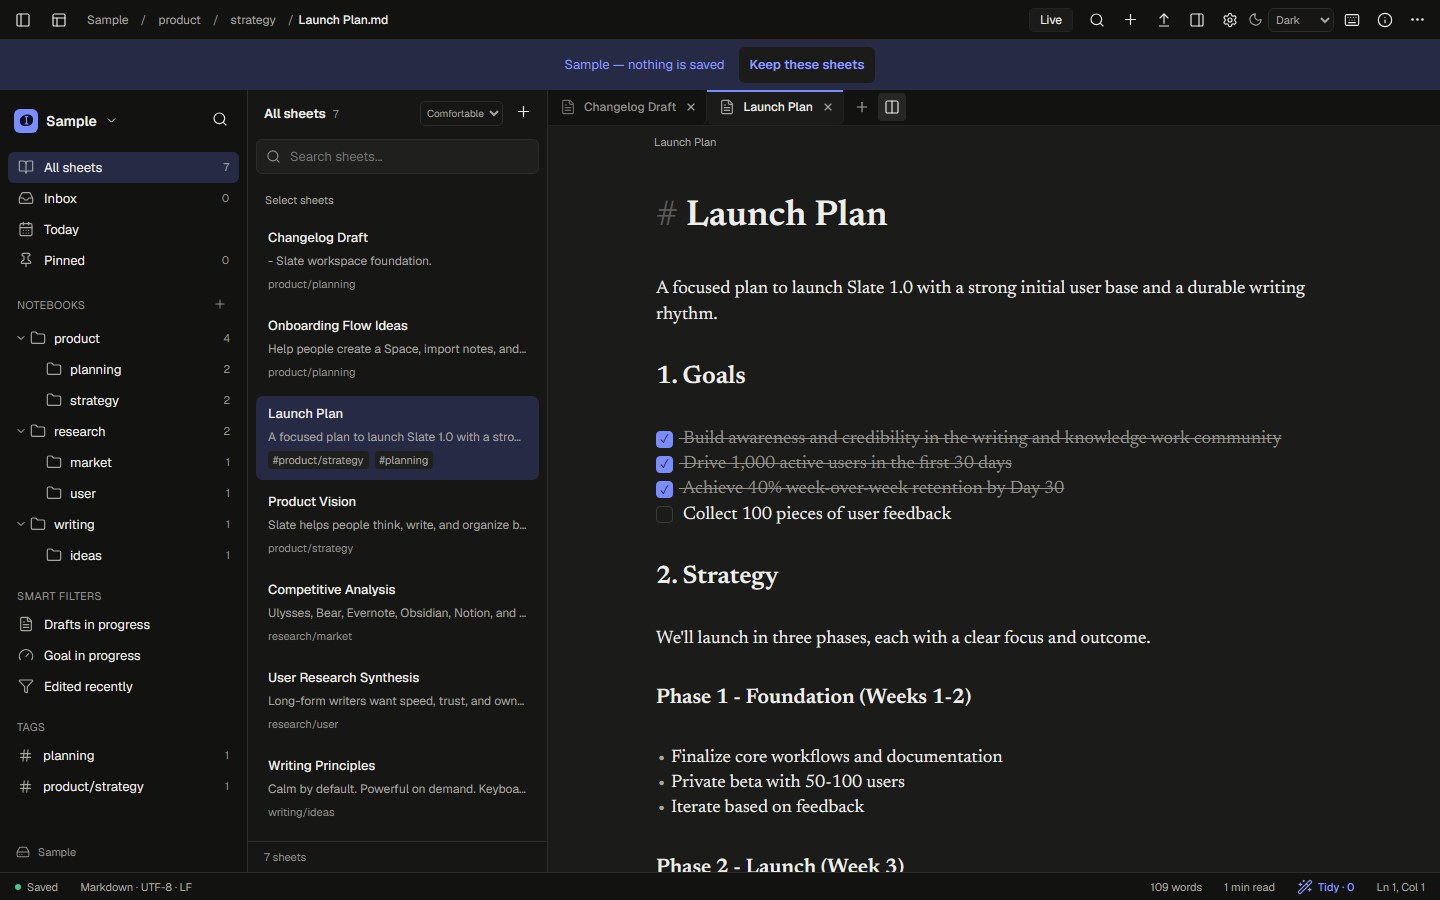 Sample / product / strategy / Launch Plan.md
Live
Dark
Sample — nothing is saved
Keep these sheets
Sample
All sheets 7
Inbox 0
Today
Pinned 0
NOTEBOOKS
product 4
planning 2
strategy 2
research 2
market 1
user 1
writing 1
ideas 1
SMART FILTERS
Drafts in progress
Goal in progress
Edited recently
TAGS
# planning 1
# product/strategy 1
Sample
All sheets 7
Comfortable
Search sheets...
Select sheets
Changelog Draft
- Slate workspace foundation.
product/planning
Onboarding Flow Ideas
Help people create a Space, import notes, and...
product/planning
Launch Plan
A focused plan to launch Slate 1.0 with a stro...
#product/strategy #planning
Product Vision
Slate helps people think, write, and organize b...
product/strategy
Competitive Analysis
Ulysses, Bear, Evernote, Obsidian, Notion, and ...
research/market
User Research Synthesis
Long-form writers want speed, trust, and own...
research/user
Writing Principles
Calm by default. Powerful on demand. Keyboa...
writing/ideas
7 sheets
Changelog Draft
Launch Plan
Launch Plan
# Launch Plan
A focused plan to launch Slate 1.0 with a strong initial user base and a durable writing
rhythm.
1. Goals
Build awareness and credibility in the writing and knowledge work community
Drive 1,000 active users in the first 30 days
Achieve 40% week-over-week retention by Day 30
Collect 100 pieces of user feedback
2. Strategy
We'll launch in three phases, each with a clear focus and outcome.
Phase 1 - Foundation (Weeks 1-2)
• Finalize core workflows and documentation
• Private beta with 50-100 users
• Iterate based on feedback
Phase 2 - Launch (Week 3)
Saved
Markdown · UTF-8 · LF
109 words
1 min read
Tidy · 0
Ln 1, Col 1